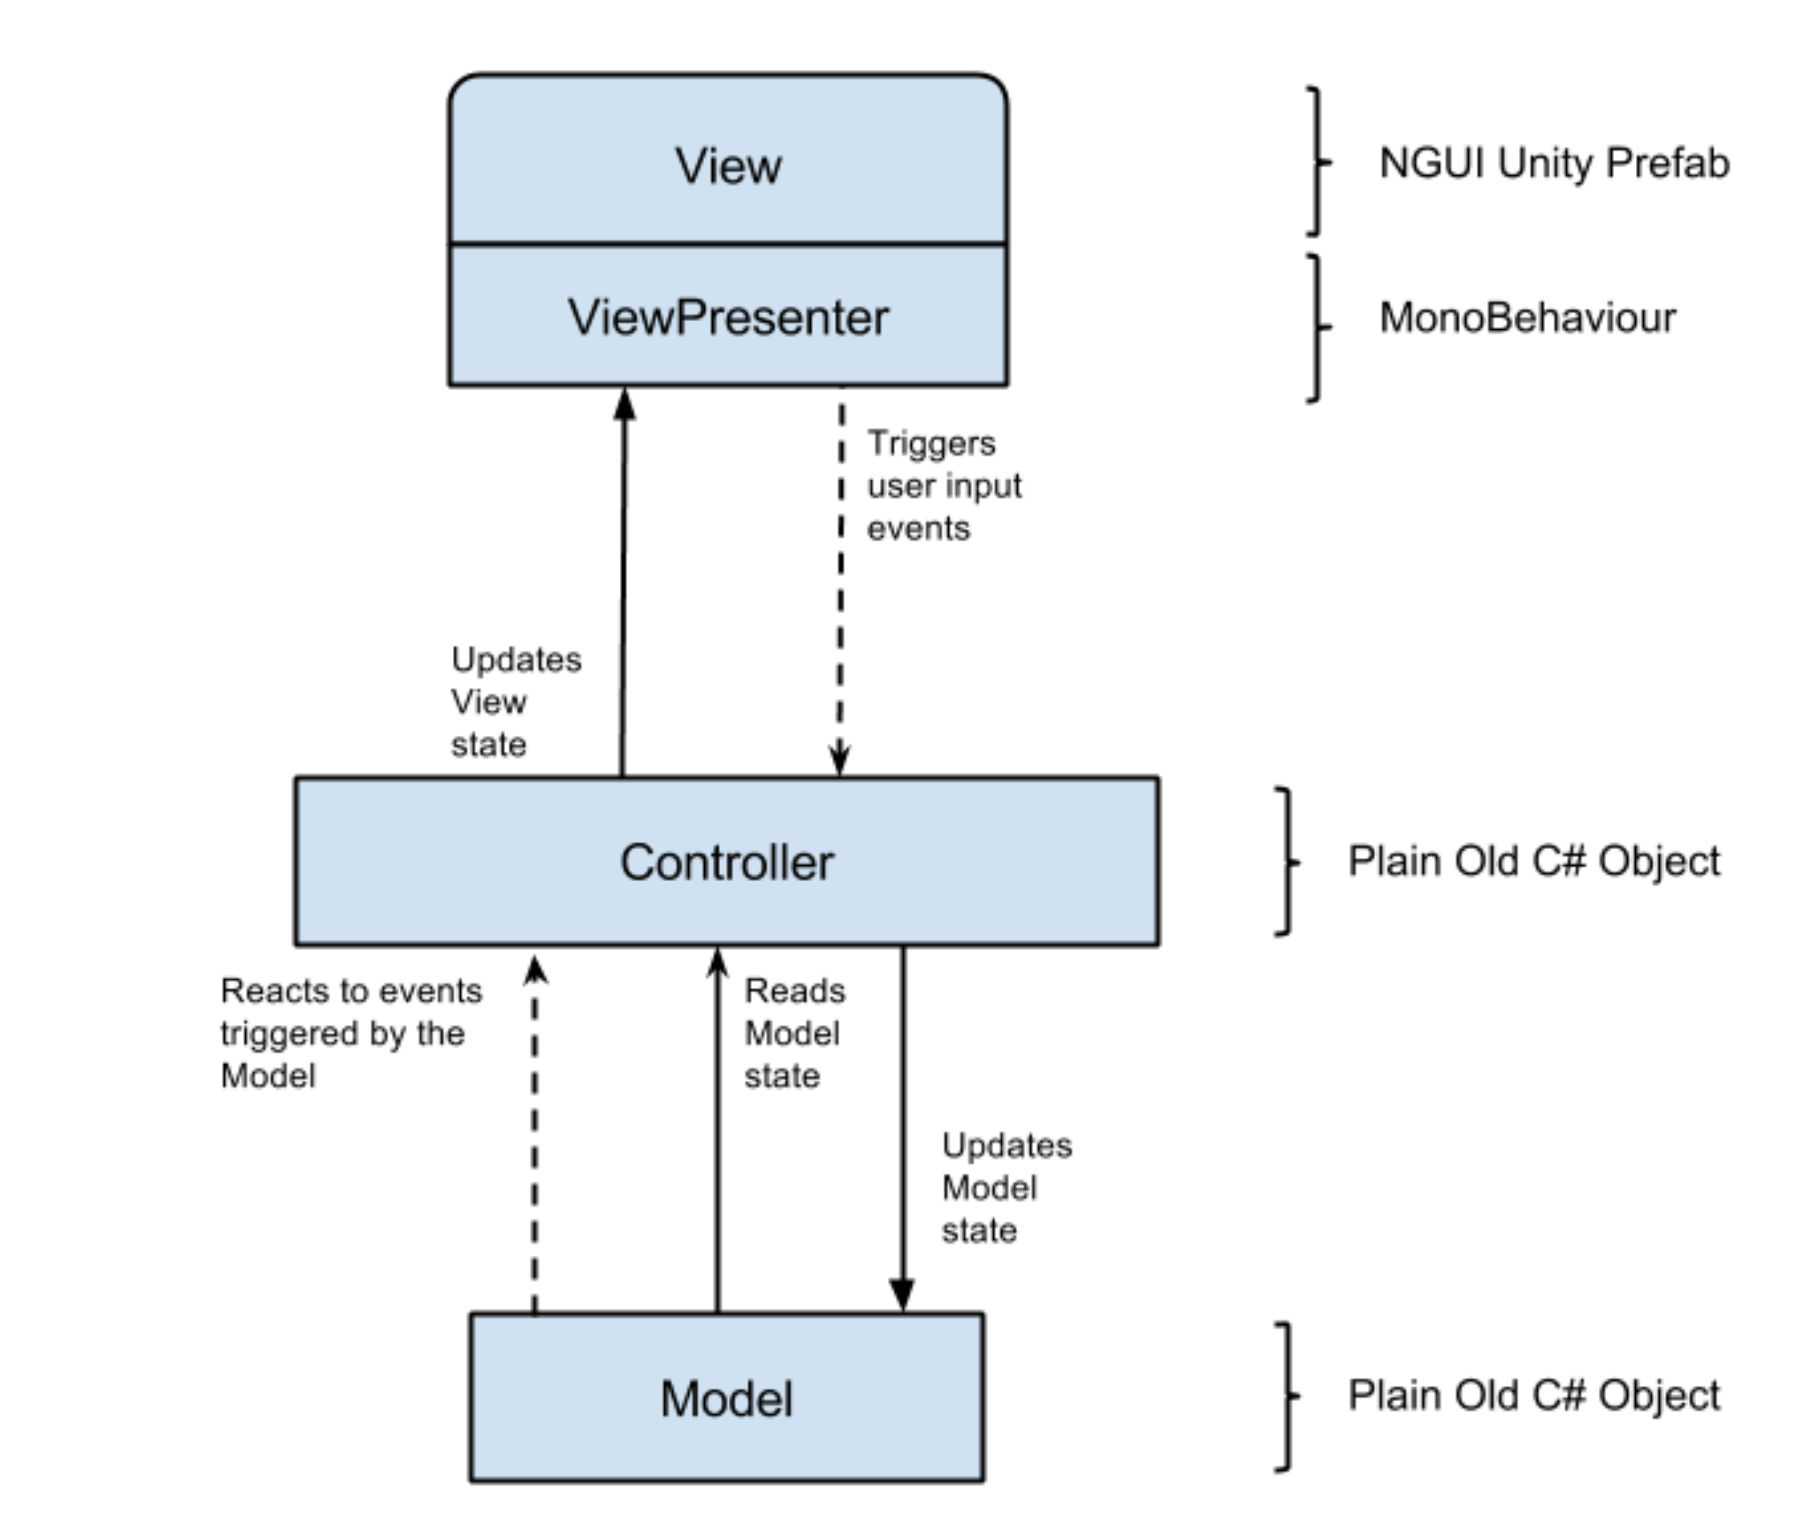 View
NGUI Unity Prefab
ViewPresenter
MonoBehaviour
Triggers
user input
events
Updates
View
state
Controller
Plain Old C# Object
Reacts to events
triggered by the
Model
Reads
Model
state
Updates
Model
state
Model
Plain Old C# Object